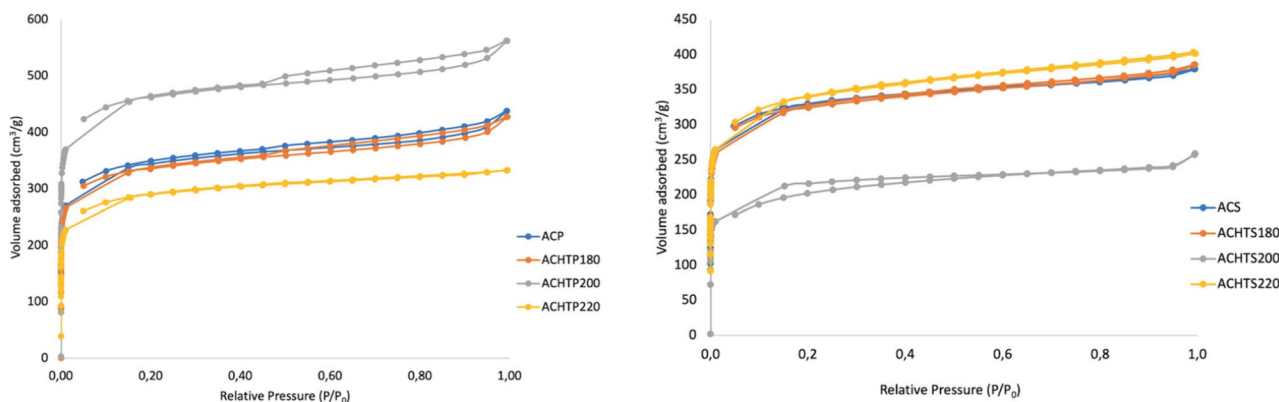 600
500
400
300
200
100
0
Volume adsorbed (cm³/g)
0,00
0,20
0,40
0,60
0,80
1,00
Relative Pressure (P/P₀)
ACP
ACHTP180
ACHTP200
ACHTP220
450
400
350
300
250
200
150
100
50
0
Volume adsorbed (cm³/g)
0,0
0,2
0,4
0,6
0,8
1,0
Relative Pressure (P/P₀)
ACS
ACHTS180
ACHTS200
ACHTS220